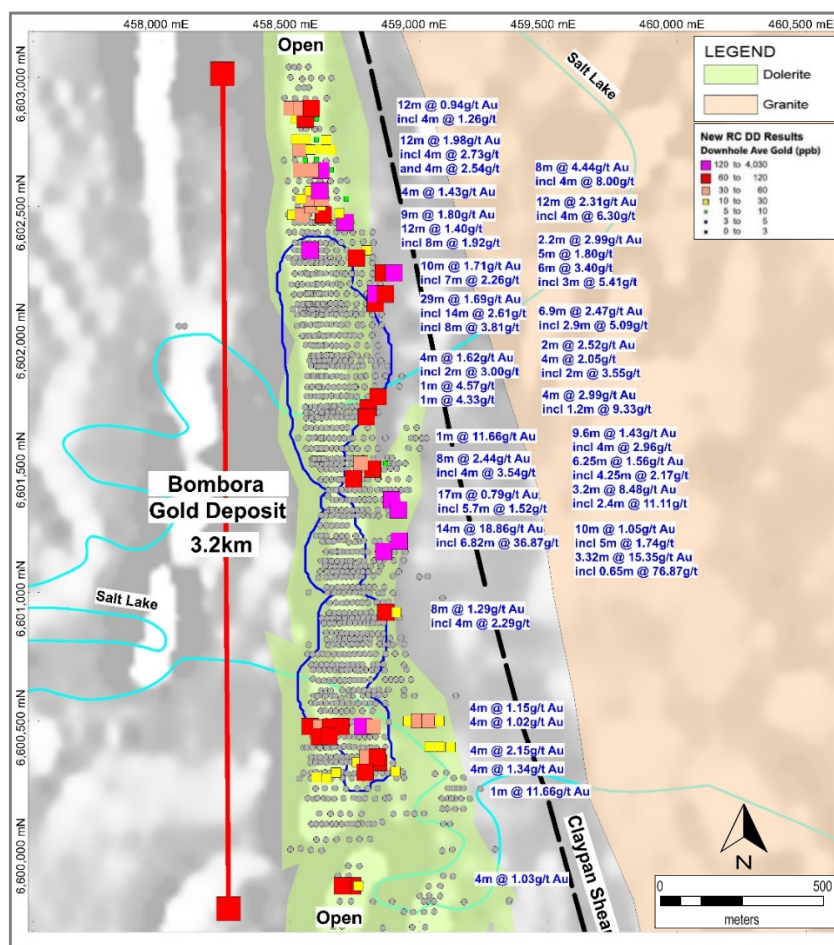 458,000 mE
458,500 mE
459,000 mE
459,500 mE
460,000 mE
460,500 mE
6,603,000 mN
6,602,500 mN
6,602,000 mN
6,601,500 mN
6,601,000 mN
6,600,500 mN
6,600,000 mN
Open
Salt Lake
LEGEND
Dolerite
Granite
New RC DD Results
Downhole Ave Gold (ppb)
120 to 4,030
60 to 120
30 to 60
10 to 30
5 to 10
3 to 5
0 to 3
12m @ 0.94g/t Au
incl 4m @ 1.26g/t
12m @ 1.98g/t Au
incl 4m @ 2.73g/t
and 4m @ 2.54g/t
4m @ 1.43g/t Au
9m @ 1.80g/t Au
12m @ 1.40g/t
incl 8m @ 1.92g/t
10m @ 1.71g/t Au
incl 7m @ 2.26g/t
29m @ 1.69g/t Au
incl 14m @ 2.61g/t
incl 8m @ 3.81g/t
4m @ 1.62g/t Au
incl 2m @ 3.00g/t
1m @ 4.57g/t
1m @ 4.33g/t
1m @ 11.66g/t Au
8m @ 2.44g/t Au
incl 4m @ 3.54g/t
17m @ 0.79g/t Au
incl 5.7m @ 1.52g/t
14m @ 18.86g/t Au
incl 6.82m @ 36.87g/t
8m @ 1.29g/t Au
incl 4m @ 2.29g/t
4m @ 1.15g/t Au
4m @ 1.02g/t Au
4m @ 2.15g/t Au
4m @ 1.34g/t Au
1m @ 11.66g/t Au
4m @ 1.03g/t Au
8m @ 4.44g/t Au
incl 4m @ 8.00g/t
12m @ 2.31g/t Au
incl 4m @ 6.30g/t
2.2m @ 2.99g/t Au
5m @ 1.80g/t
6m @ 3.40g/t
incl 3m @ 5.41g/t
6.9m @ 2.47g/t Au
incl 2.9m @ 5.09g/t
2m @ 2.52g/t Au
4m @ 2.05g/t
incl 2m @ 3.55g/t
4m @ 2.99g/t Au
incl 1.2m @ 9.33g/t
9.6m @ 1.43g/t Au
incl 4m @ 2.96g/t
6.25m @ 1.56g/t
incl 4.25m @ 2.17g/t
3.2m @ 8.48g/t Au
incl 2.4m @ 11.11g/t
10m @ 1.05g/t Au
incl 5m @ 1.74g/t
3.32m @ 15.35g/t Au
incl 0.65m @ 76.87g/t
Bombora
Gold Deposit
3.2km
Salt Lake
Claypan Shear
Open
N
0
500
meters